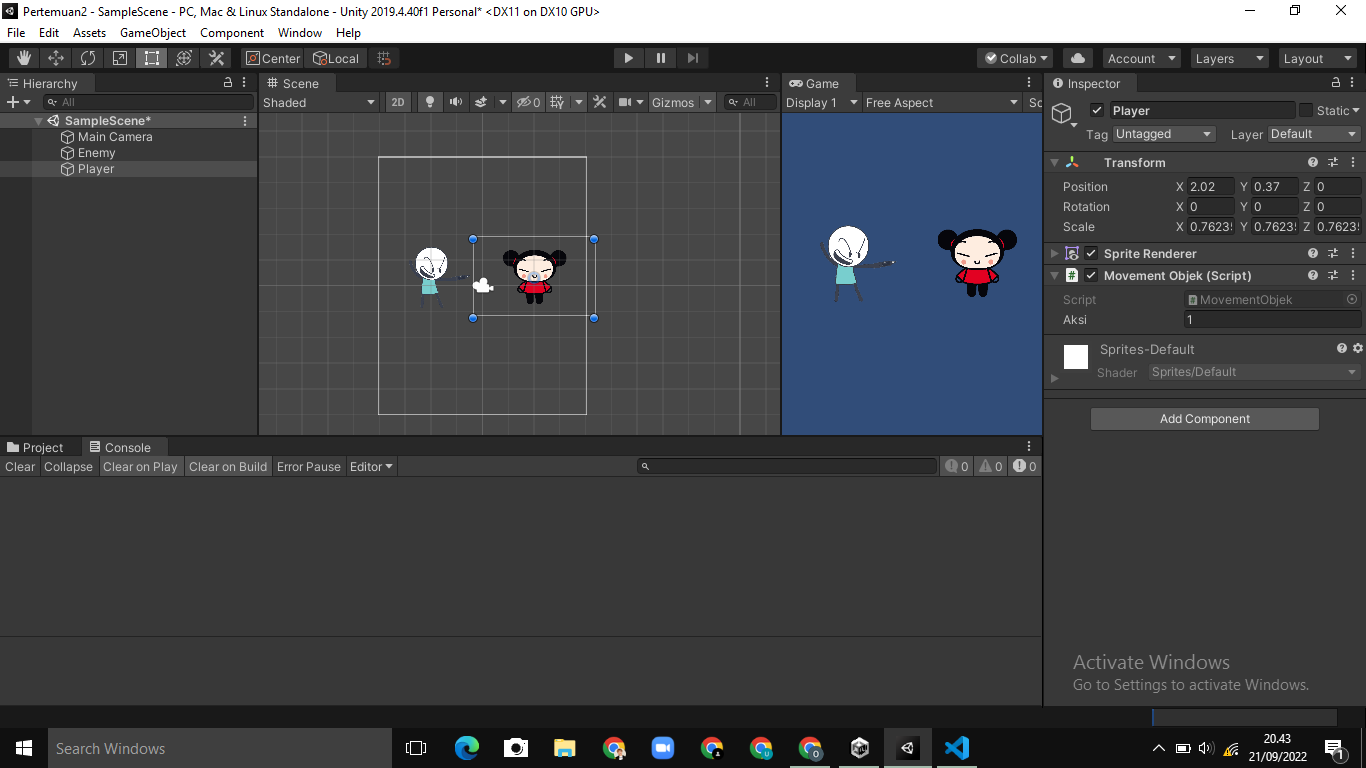 Pertemuan2 - SampleScene - PC, Mac & Linux Standalone - Unity 2019.4.40f1 Personal* <DX11 on DX10 GPU>
File Edit Assets GameObject Component Window Help
Center Local Collab Account Layers Layout
Hierarchy
All
SampleScene*
Main Camera
Enemy
Player
Scene
Shaded 2D 0 Gizmos All
Game
Display 1 Free Aspect Sc
Inspector
Player Static
Tag Untagged Layer Default
Transform
Position X 2.02 Y 0.37 Z 0
Rotation X 0 Y 0 Z 0
Scale X 0.7623 Y 0.7623 Z 0.7623
Sprite Renderer
Movement Objek (Script)
Script MovementObjek
Aksi 1
Sprites-Default
Shader Sprites/Default
Add Component
Project Console
Clear Collapse Clear on Play Clear on Build Error Pause Editor 0 0 0
Activate Windows
Go to Settings to activate Windows.
Search Windows
20.43
21/09/2022
1